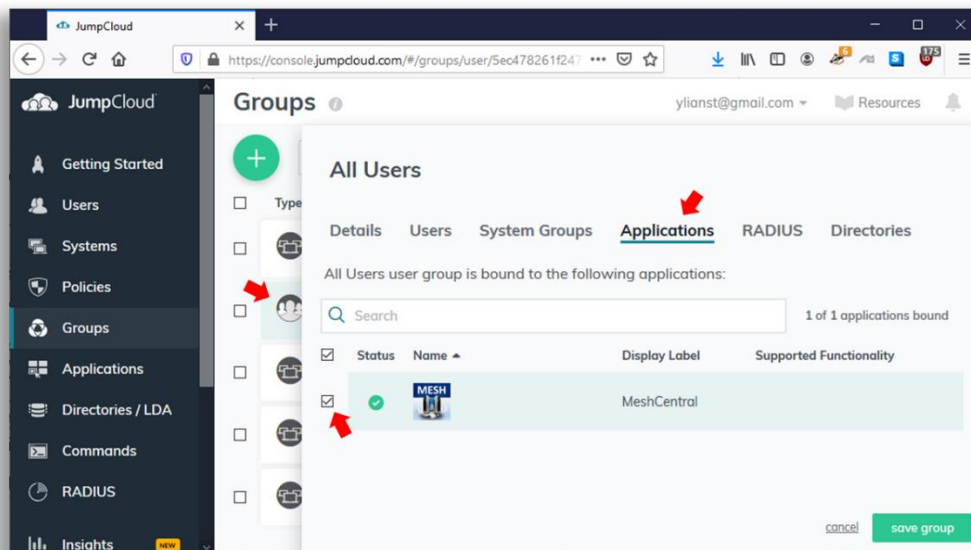 JumpCloud
https://console.jumpcloud.com/#/groups/user/5ec478261f247
6
S
175
JumpCloud
Groups
ylianst@gmail.com
Resources
Getting Started
Users
Systems
Policies
Groups
Applications
Directories / LDA
Commands
RADIUS
Insights NEW
Type
All Users
Details Users System Groups Applications RADIUS Directories
All Users user group is bound to the following applications:
Search 1 of 1 applications bound
Status Name Display Label Supported Functionality
MESH MeshCentral
cancel save group